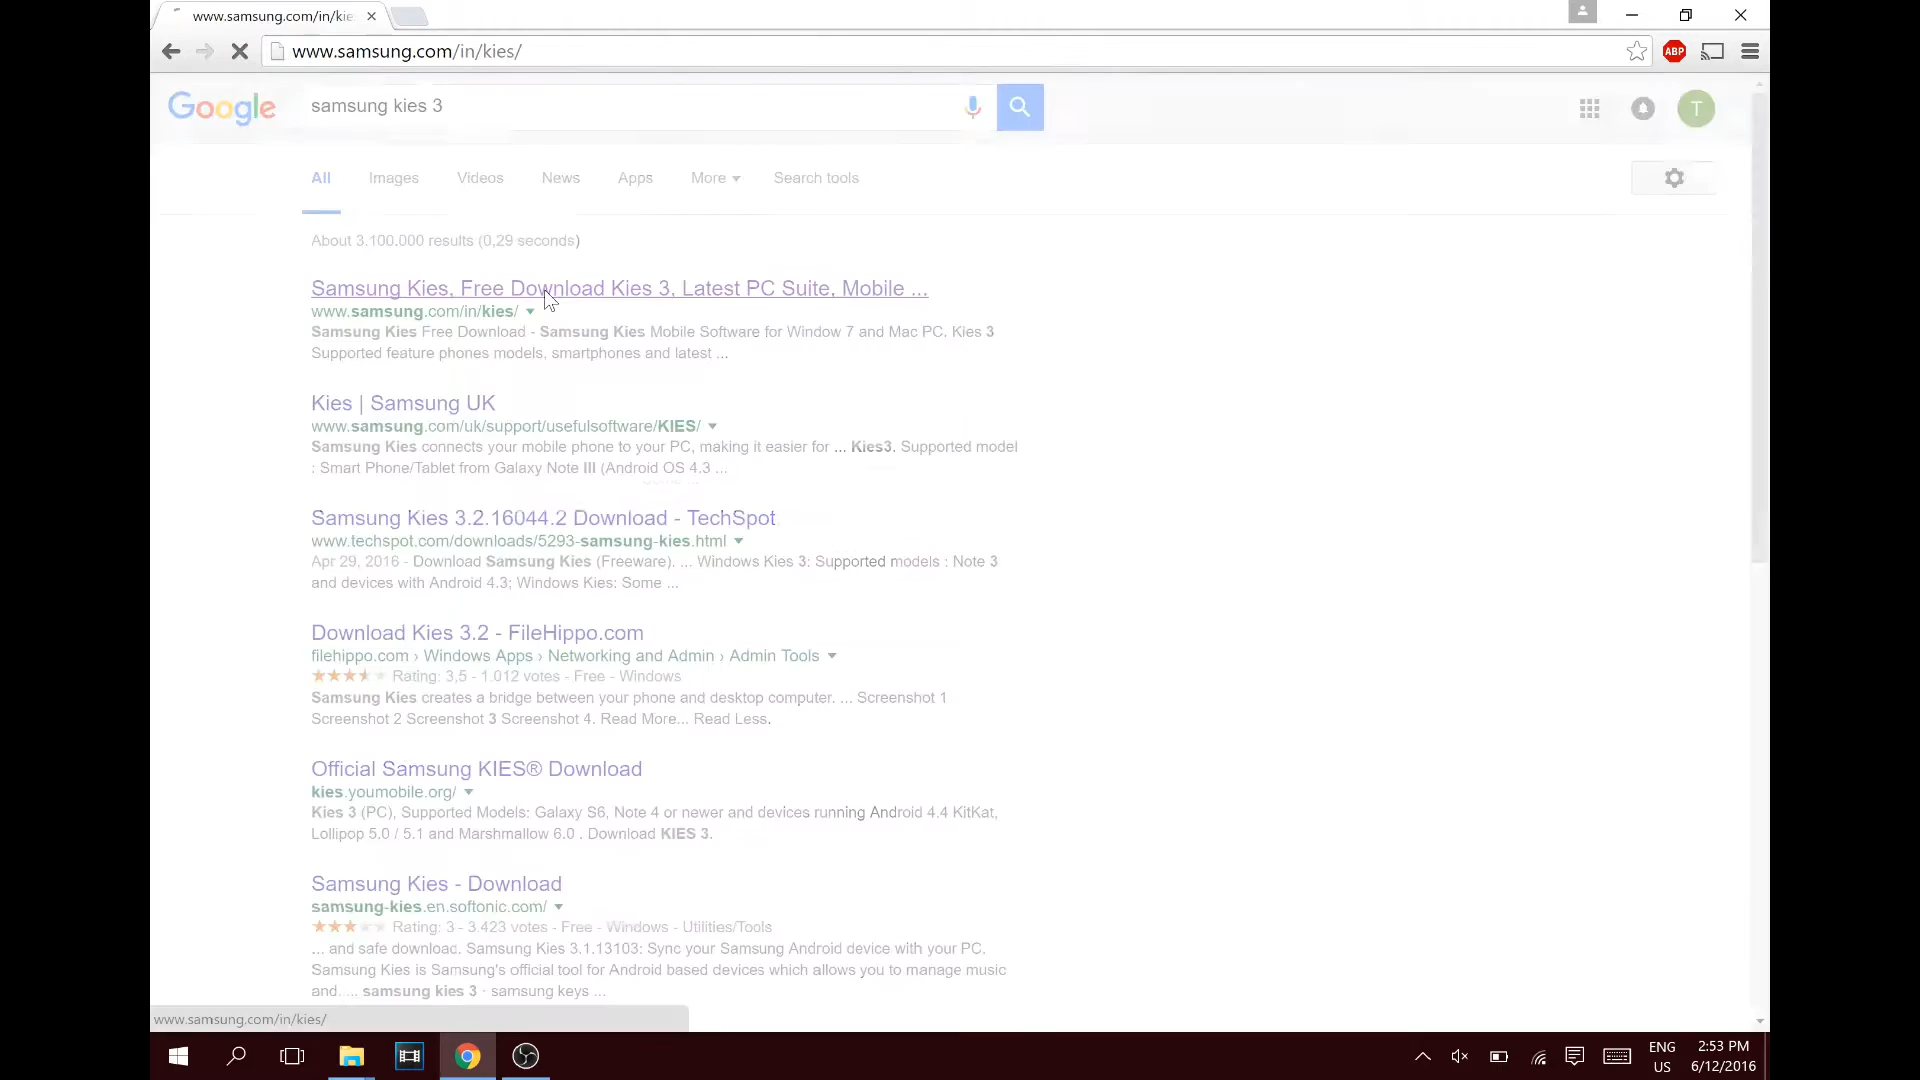 www.samsung.com/in/kie
www.samsung.com/in/kies/
ABP
Google
samsung kies 3
T
All Images Videos News Apps More Search tools
About 3.100.000 results (0,29 seconds)
Samsung Kies, Free Download Kies 3, Latest PC Suite, Mobile ...
www.samsung.com/in/kies/
Samsung Kies Free Download - Samsung Kies Mobile Software for Window 7 and Mac PC. Kies 3
Supported feature phones models, smartphones and latest ...
Kies | Samsung UK
www.samsung.com/uk/support/usefulsoftware/KIES/
Samsung Kies connects your mobile phone to your PC, making it easier for ... Kies3. Supported model
: Smart Phone/Tablet from Galaxy Note III (Android OS 4.3 ...
Samsung Kies 3.2.16044.2 Download - TechSpot
www.techspot.com/downloads/5293-samsung-kies.html
Apr 29, 2016 - Download Samsung Kies (Freeware). ... Windows Kies 3: Supported models : Note 3
and devices with Android 4.3; Windows Kies: Some ...
Download Kies 3.2 - FileHippo.com
filehippo.com › Windows Apps › Networking and Admin › Admin Tools
Rating: 3,5 - 1.012 votes - Free - Windows
Samsung Kies creates a bridge between your phone and desktop computer. ... Screenshot 1
Screenshot 2 Screenshot 3 Screenshot 4. Read More... Read Less.
Official Samsung KIES® Download
kies.youmobile.org/
Kies 3 (PC), Supported Models: Galaxy S6, Note 4 or newer and devices running Android 4.4 KitKat,
Lollipop 5.0 / 5.1 and Marshmallow 6.0 . Download KIES 3.
Samsung Kies - Download
samsung-kies.en.softonic.com/
Rating: 3 - 3.423 votes - Free - Windows - Utilities/Tools
... and safe download. Samsung Kies 3.1.13103: Sync your Samsung Android device with your PC.
Samsung Kies is Samsung's official tool for Android based devices which allows you to manage music
and. ... samsung kies 3 · samsung keys ...
www.samsung.com/in/kies/
ENG 2:53 PM
US 6/12/2016